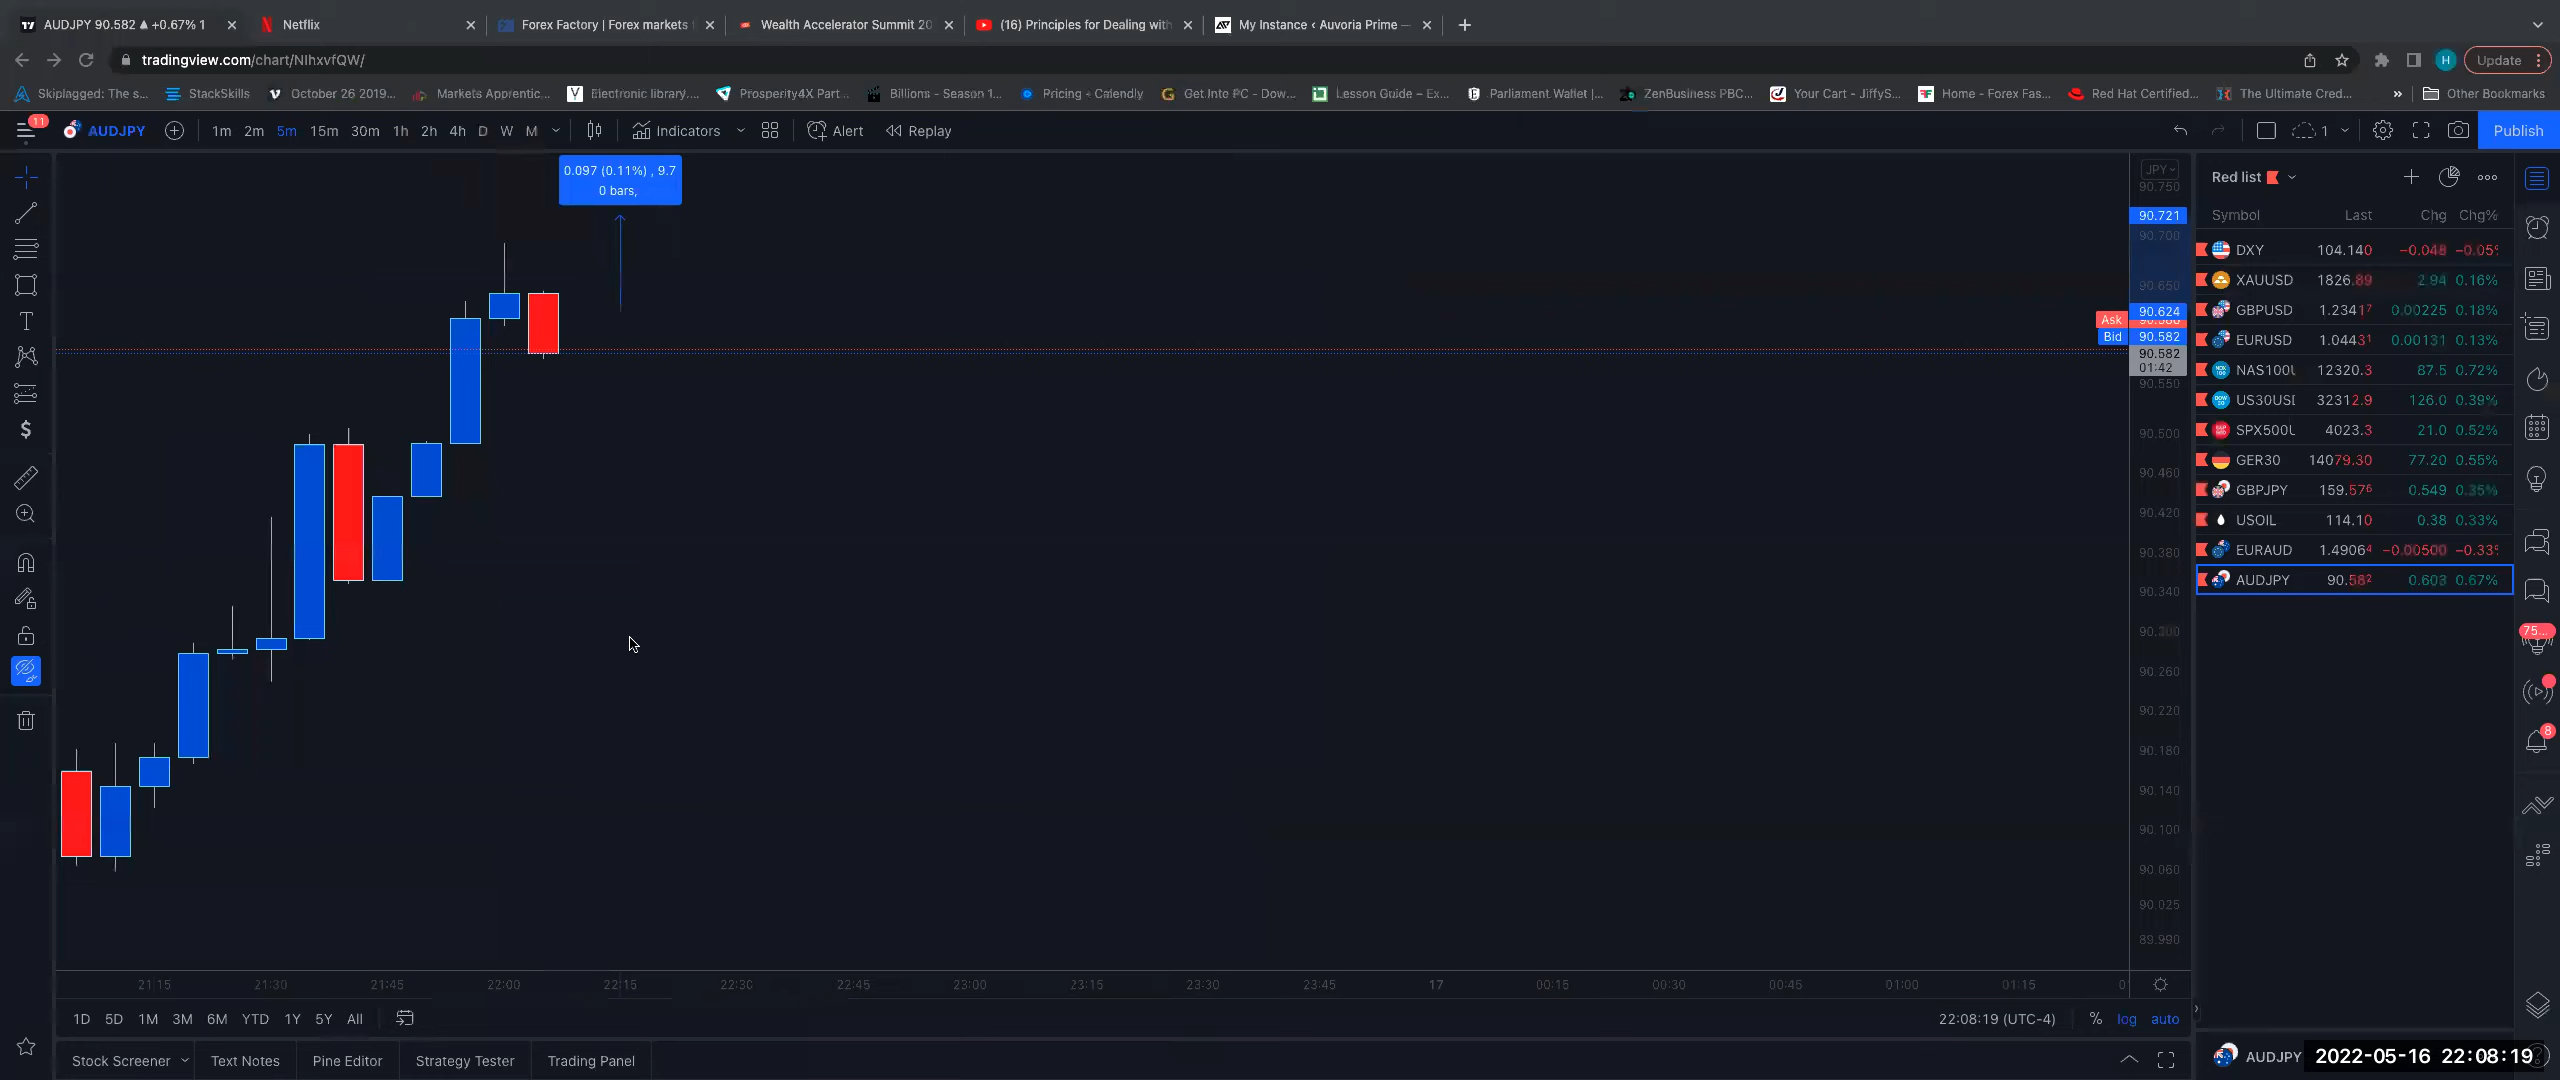 AUDJPY 90.582 ▲ +0.67% 1
Netflix
Forex Factory | Forex markets
Wealth Accelerator Summit 20
(16) Principles for Dealing with
My Instance ‹ Auvoria Prime —
tradingview.com/chart/NIhxvfQW/
Update
Skiplagged: The s...
StackSkills
October 26 2019...
Markets Apprentic...
Electronic library....
Prosperity4X Part...
Billions - Season 1...
Pricing - Calendly
Get Into PC - Dow...
Lesson Guide – Ex...
Parliament Wallet |...
ZenBusiness PBC...
Your Cart - JiffyS...
Home - Forex Fas...
Red Hat Certified...
The Ultimate Cred...
»
Other Bookmarks
11
AUDJPY
1m 2m 5m 15m 30m 1h 2h 4h D W M
Indicators
Alert
Replay
1
Publish
0.097 (0.11%) , 9.7
0 bars,
JPY
90.750
90.721
90.700
90.650
90.624
Ask
Bid 90.582
90.582
01:42
90.550
90.500
90.460
90.420
90.380
90.340
90.300
90.260
90.220
90.180
90.140
90.100
90.060
90.025
89.990
Red list
Symbol Last Chg Chg%
DXY 104.140 −0.048 −0.05
XAUUSD 1826.89 2.94 0.16%
GBPUSD 1.23417 0.00225 0.18%
EURUSD 1.04431 0.00131 0.13%
NAS100U 12320.3 87.5 0.72%
US30USD 32312.9 126.0 0.39%
SPX500U 4023.3 21.0 0.52%
GER30 14079.30 77.20 0.55%
GBPJPY 159.576 0.549 0.35%
USOIL 114.10 0.38 0.33%
EURAUD 1.49064 −0.00500 −0.33
AUDJPY 90.582 0.603 0.67%
75...
8
21:15 21:30 21:45 22:00 22:15 22:30 22:45 23:00 23:15 23:30 23:45 17 00:15 00:30 00:45 01:00 01:15
1D 5D 1M 3M 6M YTD 1Y 5Y All
22:08:19 (UTC-4) % log auto
Stock Screener
Text Notes
Pine Editor
Strategy Tester
Trading Panel
AUDJPY
2022-05-16 22:08:19